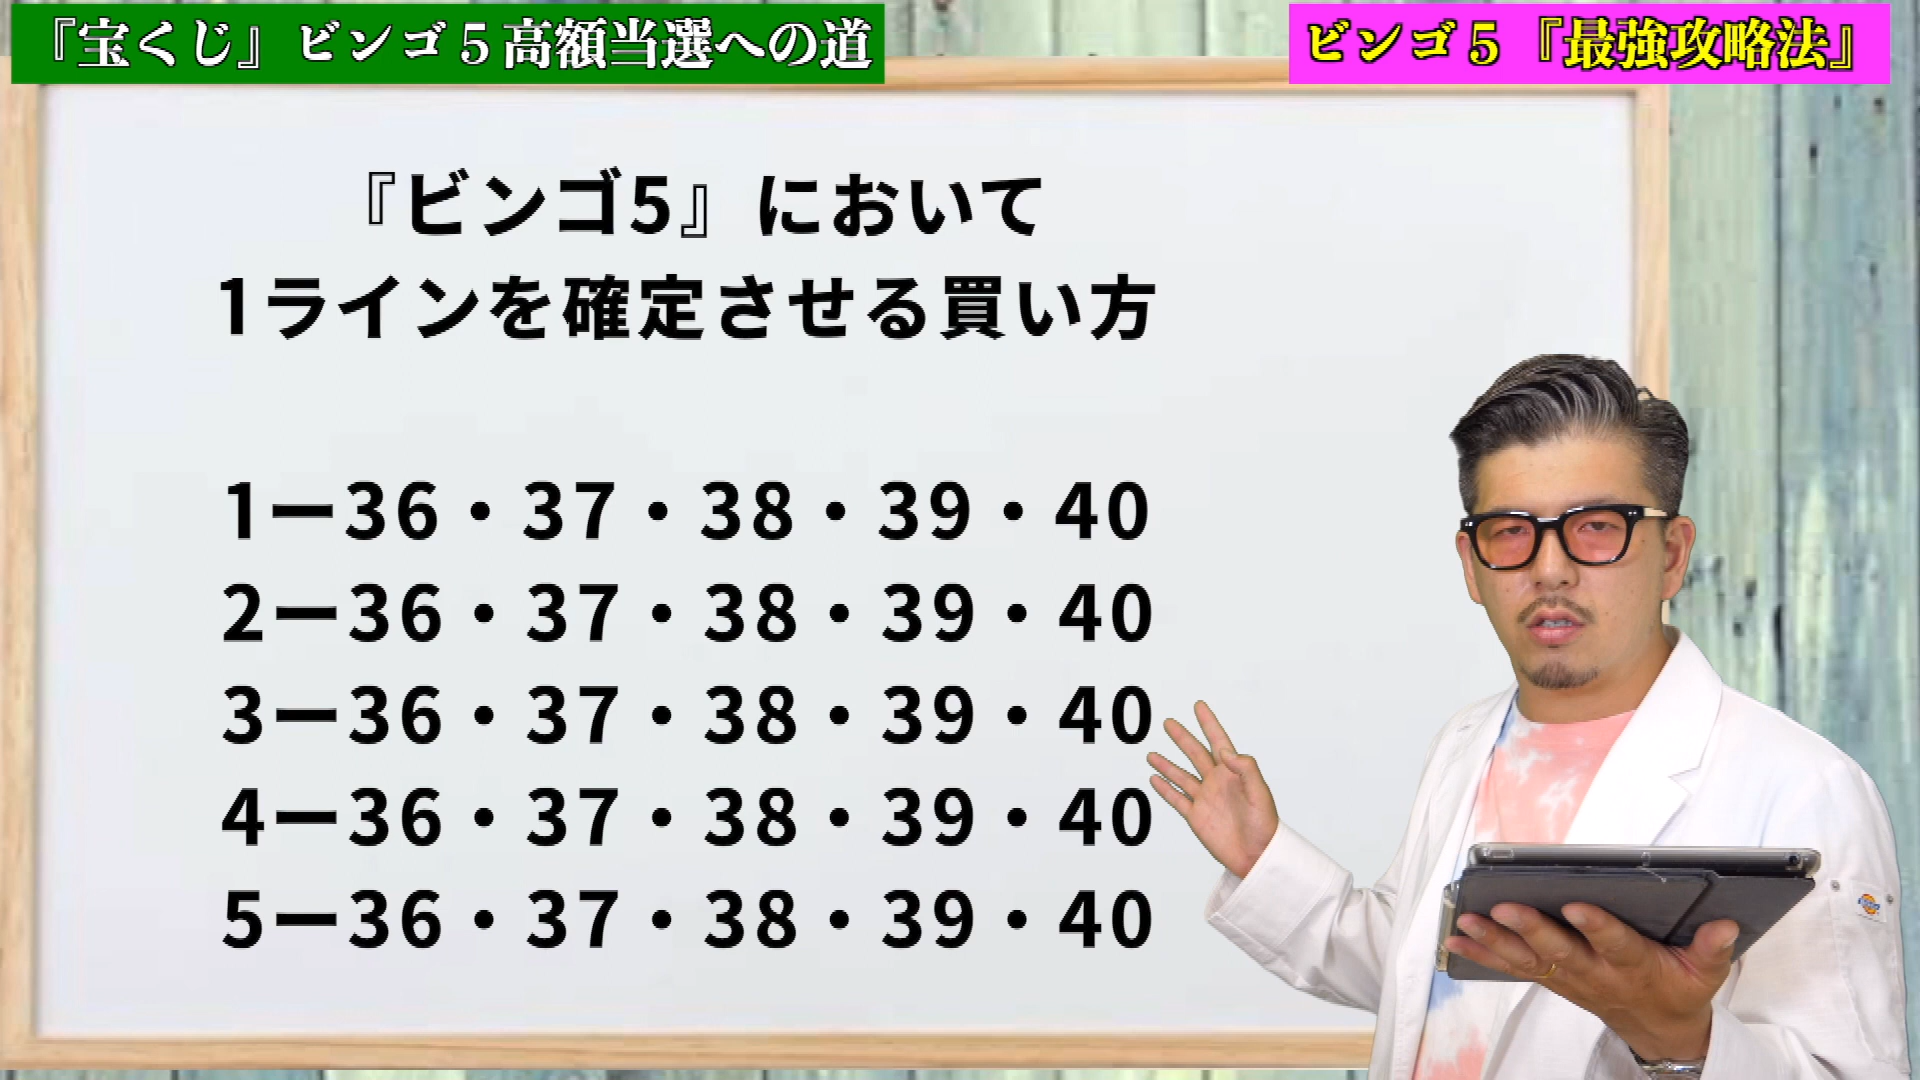 『宝くじ』ビンゴ５高額当選への道
ビンゴ５『最強攻略法』
『ビンゴ5』において
1ラインを確定させる買い方
1ー36・37・38・39・40
2ー36・37・38・39・40
3ー36・37・38・39・40
4ー36・37・38・39・40
5ー36・37・38・39・40